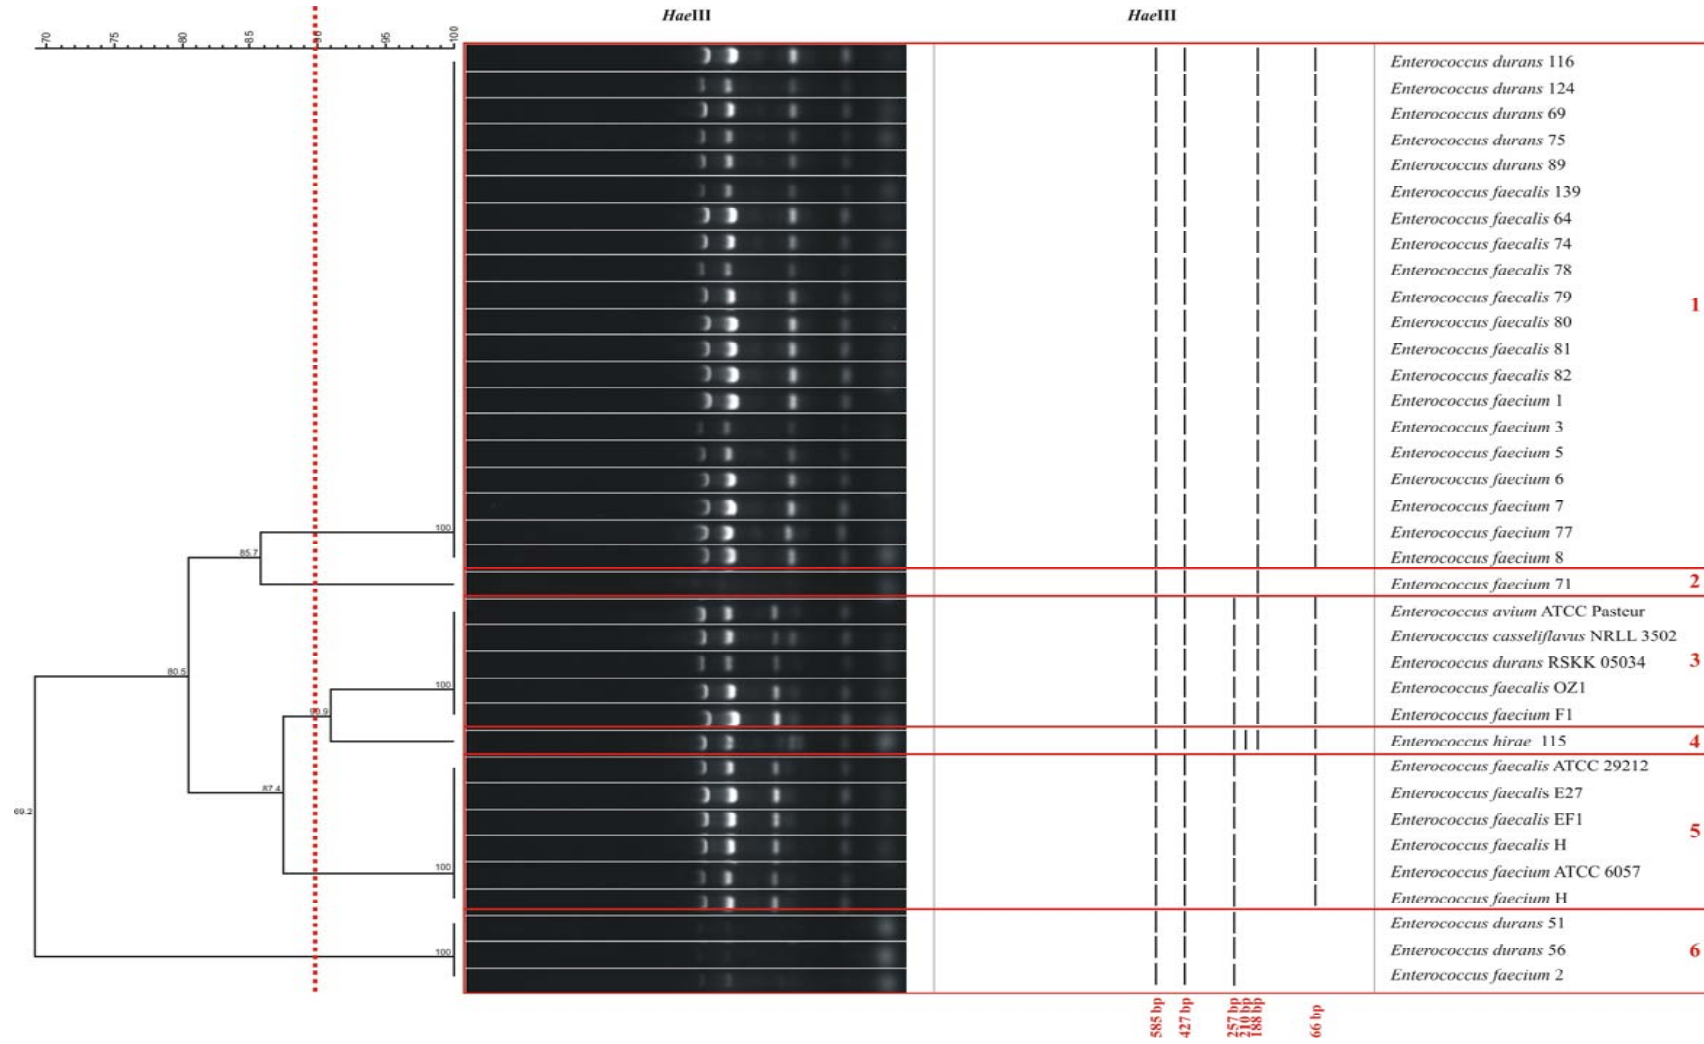 HaeIII HaeIII
70 75 80 85 90 95 100
Enterococcus durans 116
Enterococcus durans 124
Enterococcus durans 69
Enterococcus durans 75
Enterococcus durans 89
Enterococcus faecalis 139
Enterococcus faecalis 64
Enterococcus faecalis 74
Enterococcus faecalis 78
Enterococcus faecalis 79
1
Enterococcus faecalis 80
Enterococcus faecalis 81
Enterococcus faecalis 82
Enterococcus faecium 1
Enterococcus faecium 3
Enterococcus faecium 5
Enterococcus faecium 6
Enterococcus faecium 7
100 Enterococcus faecium 77
85.7 Enterococcus faecium 8
Enterococcus faecium 71 2
Enterococcus avium ATCC Pasteur
Enterococcus casseliflavus NRLL 3502
80.5 Enterococcus durans RSKK 05034 3
100 Enterococcus faecalis OZ1
90.9 Enterococcus faecium F1
Enterococcus hirae 115 4
Enterococcus faecalis ATCC 29212
87.4 Enterococcus faecalis E27
69.2 Enterococcus faecalis EF1
5
Enterococcus faecalis H
100 Enterococcus faecium ATCC 6057
Enterococcus faecium H
Enterococcus durans 51
100 Enterococcus durans 56 6
Enterococcus faecium 2
585 bp 427 bp 257 bp 210 bp 188 bp 66 bp